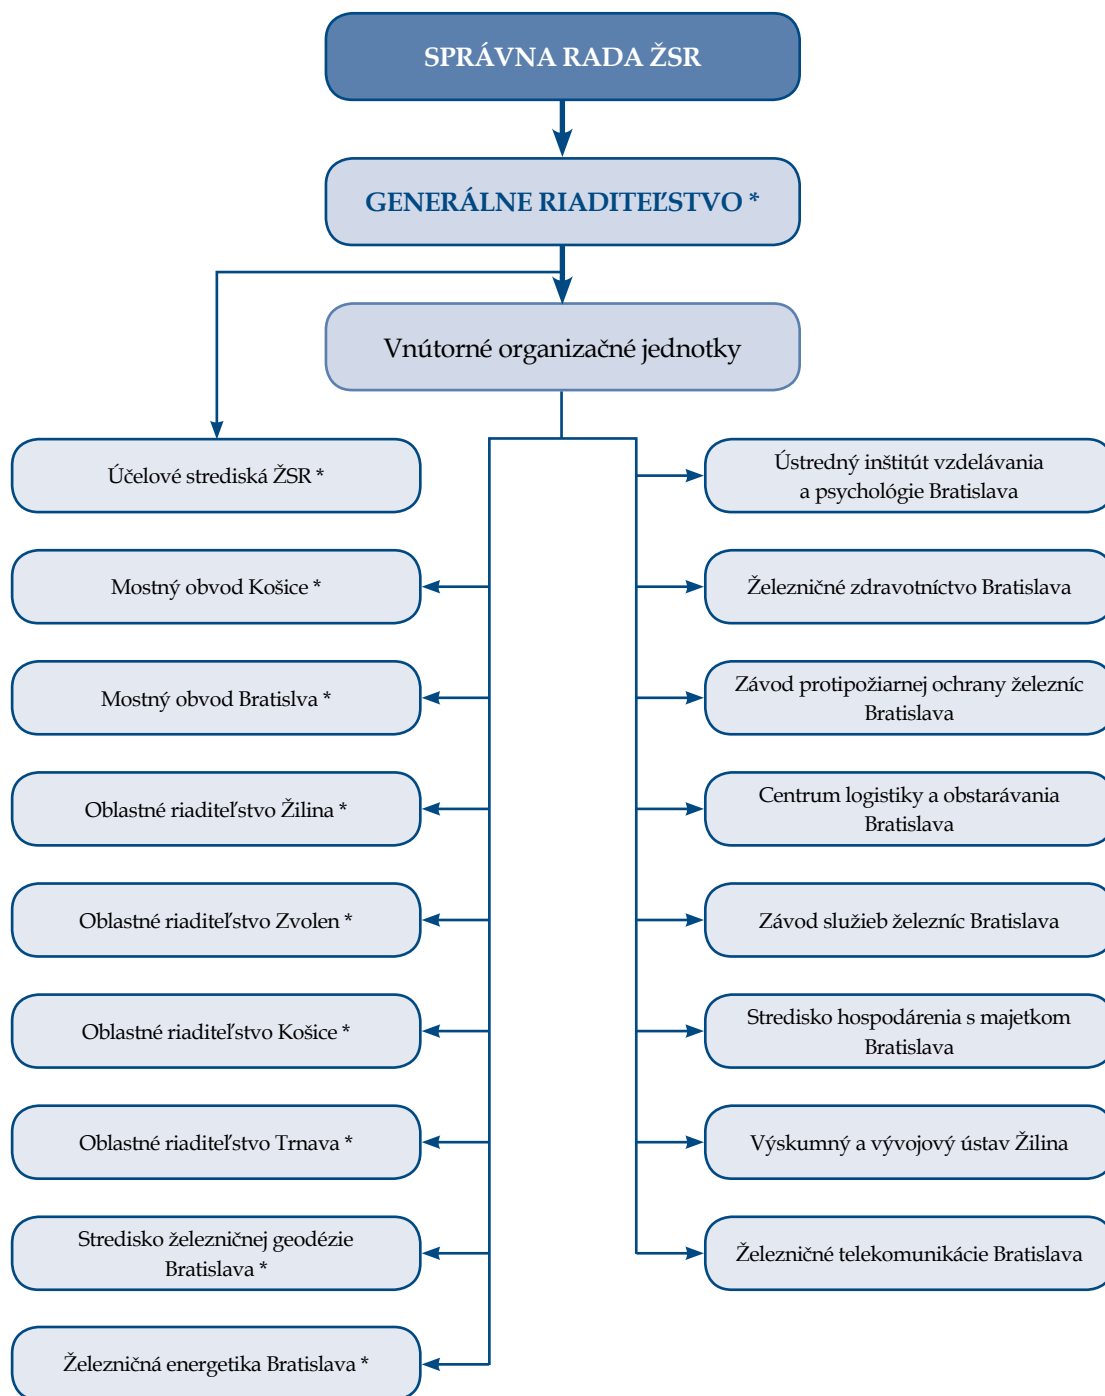 SPRÁVNA RADA ŽSR
GENERÁLNE RIADITEĽSTVO *
Vnútorné organizačné jednotky
Účelové strediská ŽSR *
Mostný obvod Košice *
Mostný obvod Bratislva *
Oblastné riaditeľstvo Žilina *
Oblastné riaditeľstvo Zvolen *
Oblastné riaditeľstvo Košice *
Oblastné riaditeľstvo Trnava *
Stredisko železničnej geodézie
Bratislava *
Železničná energetika Bratislava *
Ústredný inštitút vzdelávania
a psychológie Bratislava
Železničné zdravotníctvo Bratislava
Závod protipožiarnej ochrany železníc
Bratislava
Centrum logistiky a obstarávania
Bratislava
Závod služieb železníc Bratislava
Stredisko hospodárenia s majetkom
Bratislava
Výskumný a vývojový ústav Žilina
Železničné telekomunikácie Bratislava